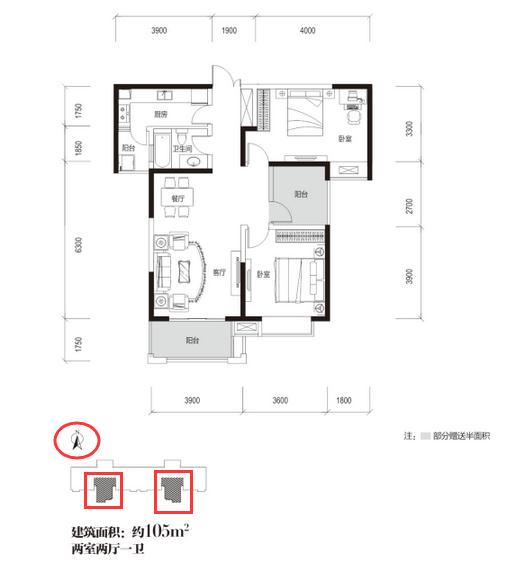 3900 1900 4000
1750
1850
6300
1750
3300
2700
3900
厨房
阳台
卫生间
卧室
餐厅
阳台
客厅
卧室
阳台
3900 3600 1800
N
注： 部分赠送半面积
建筑面积：约105m²
两室两厅一卫